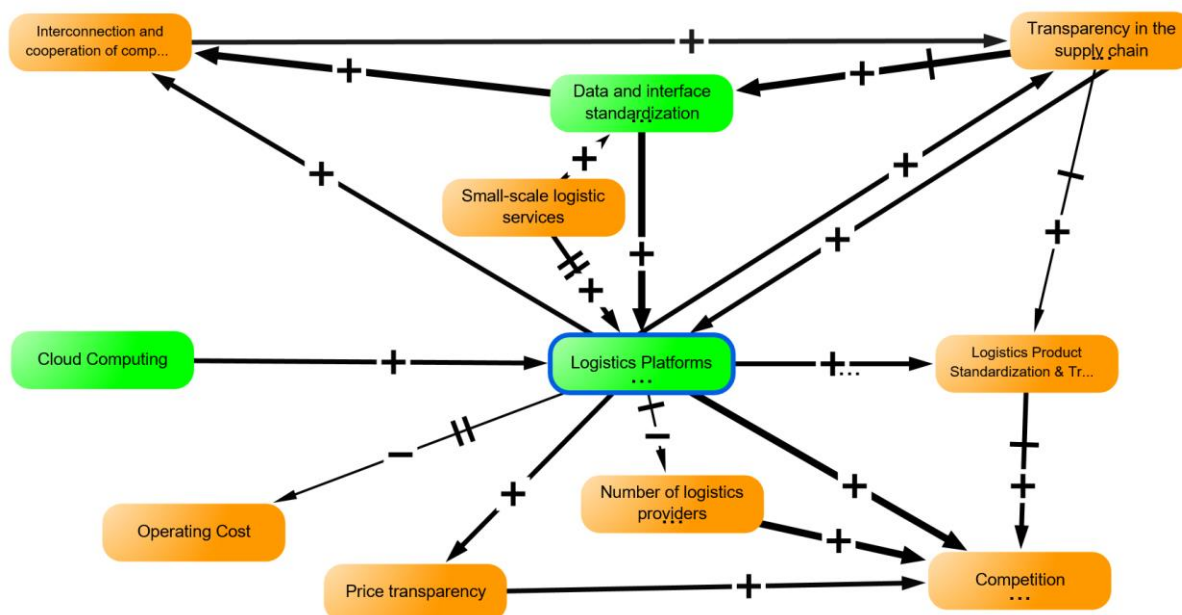 Interconnection and
cooperation of comp...
+
Transparency in the
supply chain
...
+
+
Data and interface
standardization
...
+
+
+
Small-scale logistic
services
+
+
+
+
Cloud Computing
+
Logistics Platforms
...
+...
Logistics Product
Standardization & Tr...
−
−
+
Number of logistics
providers
...
+
+
Operating Cost
+
Price transparency
+
Competition
...